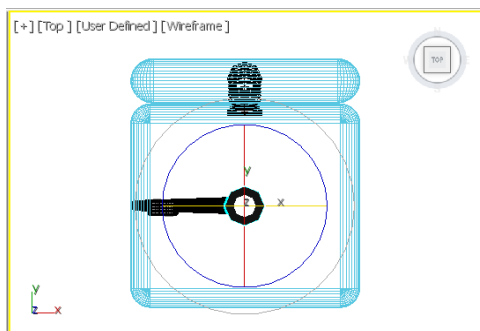 [+] [Top] [User Defined] [Wireframe]
TOP
y
z x
y
z x